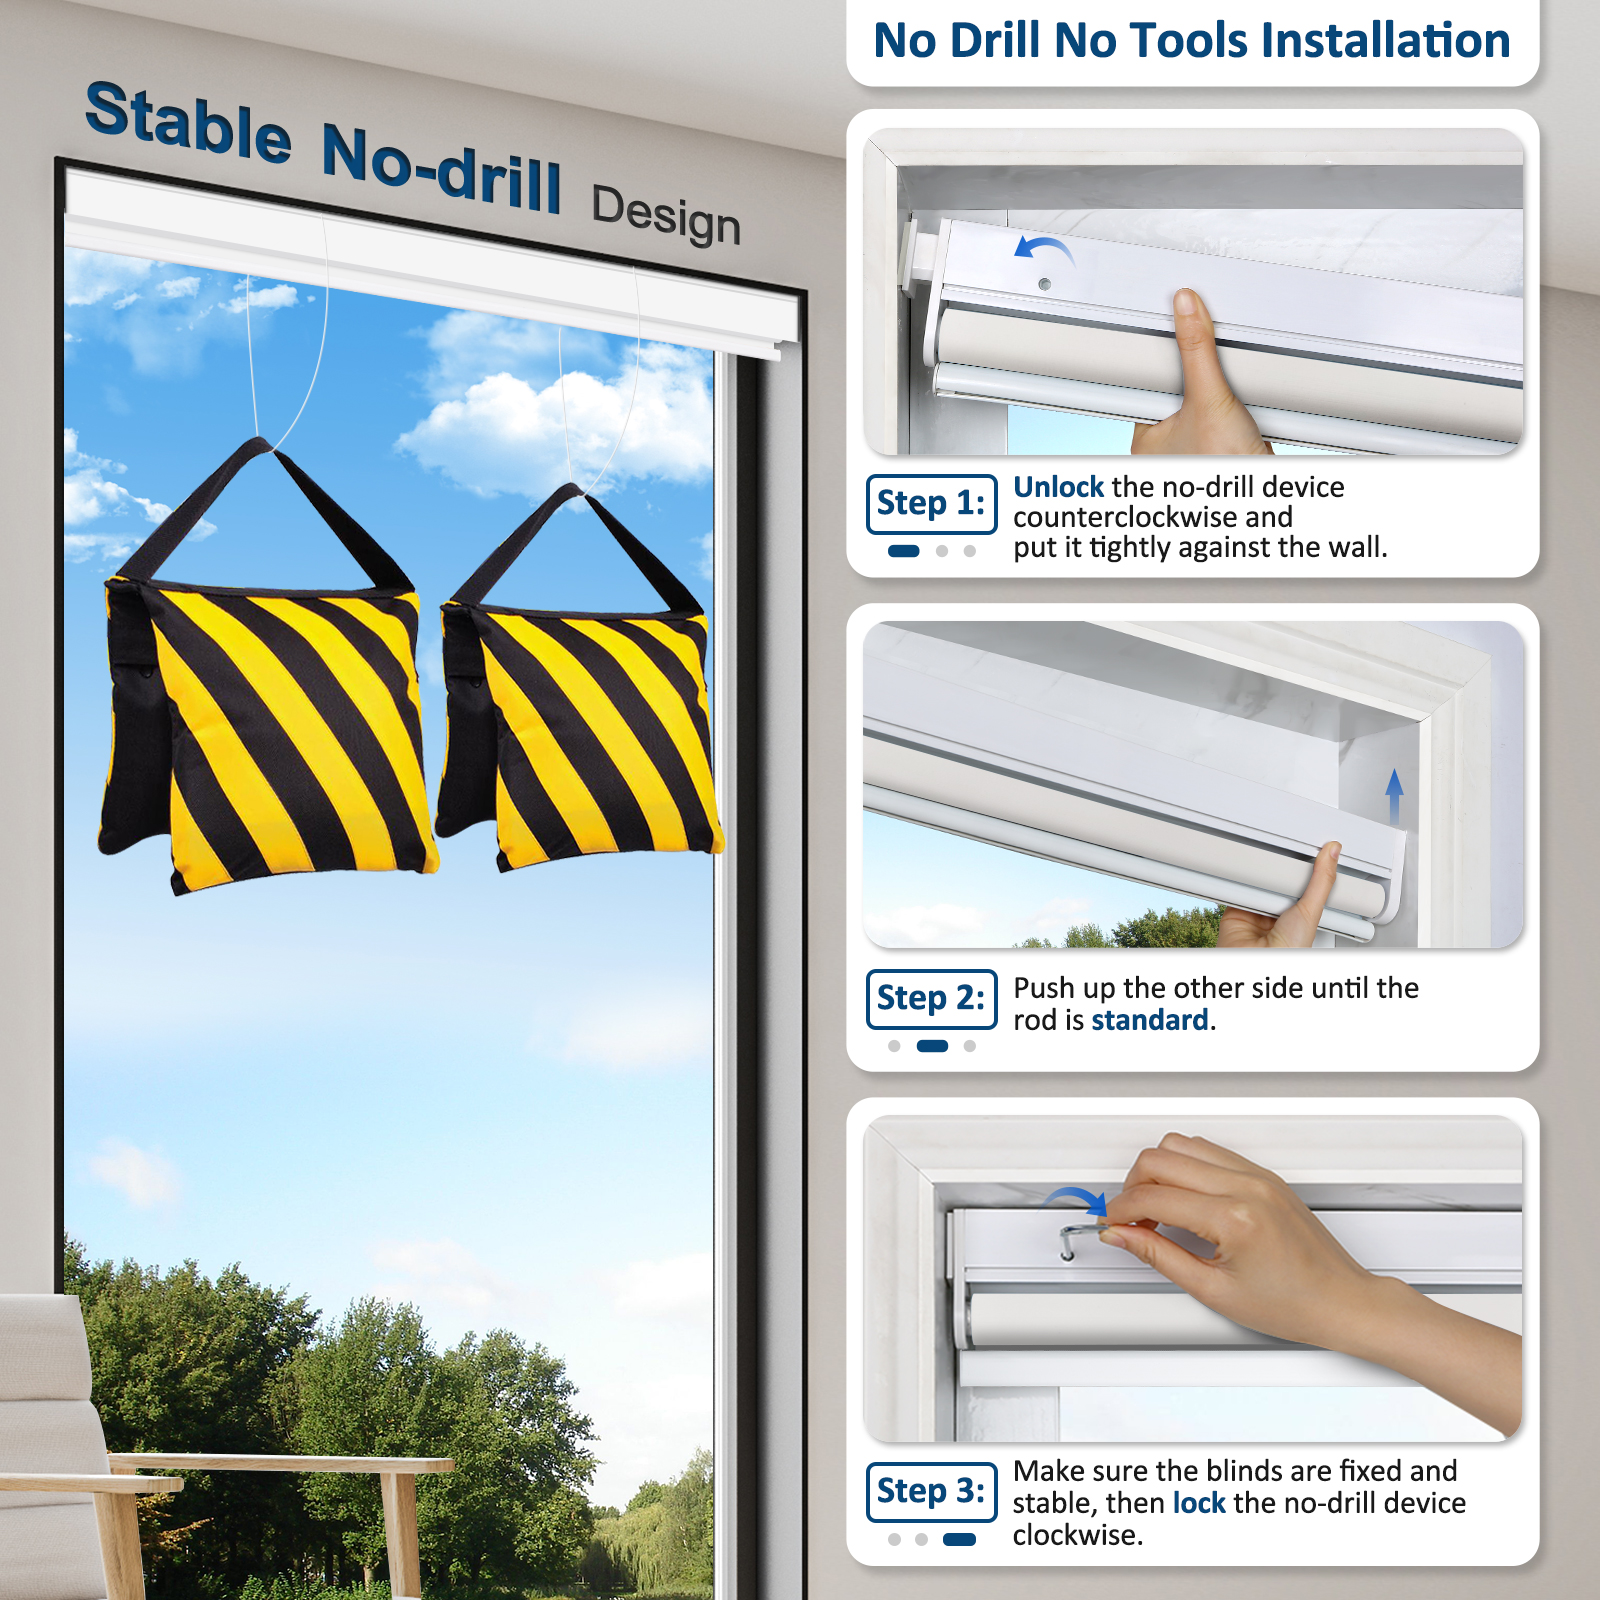 Stable No-drill Design
No Drill No Tools Installation
Step 1:
Unlock the no-drill device
counterclockwise and
put it tightly against the wall.
Step 2:
Push up the other side until the
rod is standard.
Step 3:
Make sure the blinds are fixed and
stable, then lock the no-drill device
clockwise.